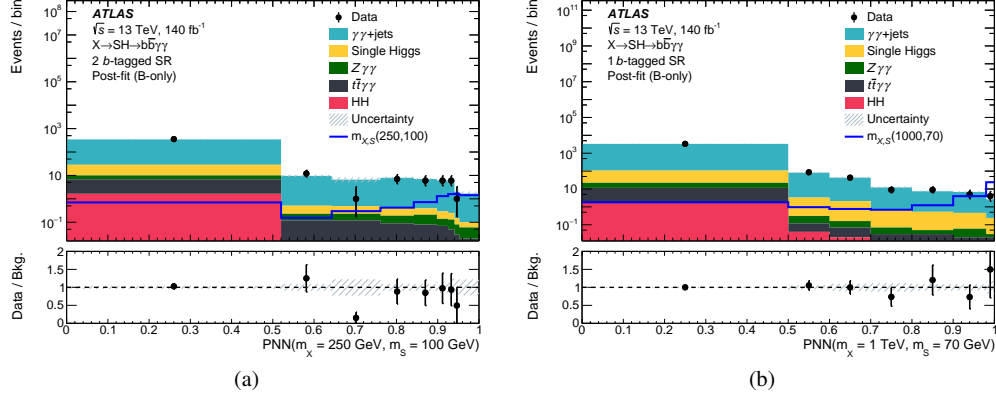 Events / bin
10⁸
10⁷
10⁵
10³
10
10⁻¹
ATLAS
√s = 13 TeV, 140 fb⁻¹
X→SH→bb̄γγ
2 b-tagged SR
Post-fit (B-only)
Data
γγ+jets
Single Higgs
Zγγ
tt̄γγ
HH
Uncertainty
m_{X,S}(250,100)
Data / Bkg.
2
1.5
1
0.5
0
0 0.1 0.2 0.3 0.4 0.5 0.6 0.7 0.8 0.9 1
PNN(m_X = 250 GeV, m_S = 100 GeV)
(a)
Events / bin
10¹¹
10⁹
10⁷
10⁵
10³
10
10⁻¹
ATLAS
√s = 13 TeV, 140 fb⁻¹
X→SH→bb̄γγ
1 b-tagged SR
Post-fit (B-only)
Data
γγ+jets
Single Higgs
Zγγ
tt̄γγ
HH
Uncertainty
m_{X,S}(1000,70)
Data / Bkg.
2
1.5
1
0.5
0
0 0.1 0.2 0.3 0.4 0.5 0.6 0.7 0.8 0.9 1
PNN(m_X = 1 TeV, m_S = 70 GeV)
(b)